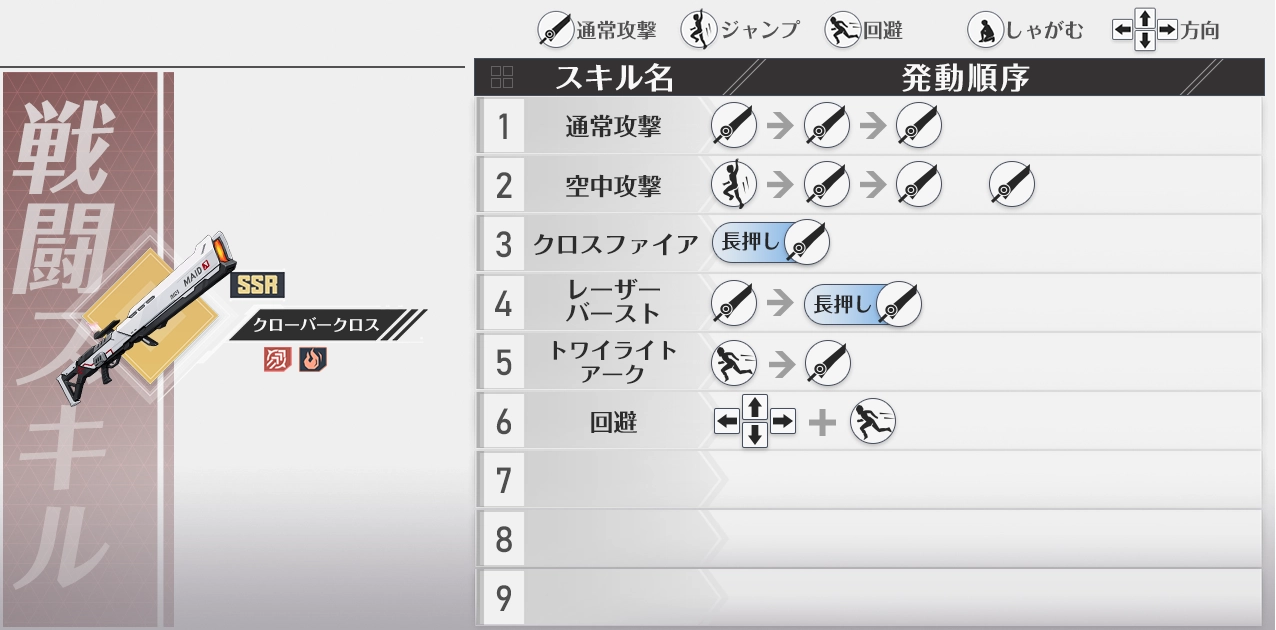 通常攻撃 ジャンプ 回避 しゃがむ 方向
戦闘スキル
SSR
クローバークロス
MAID
スキル名 発動順序
1 通常攻撃
2 空中攻撃
3 クロスファイア 長押し
4 レーザー
バースト 長押し
5 トワイライト
アーク
6 回避
7
8
9